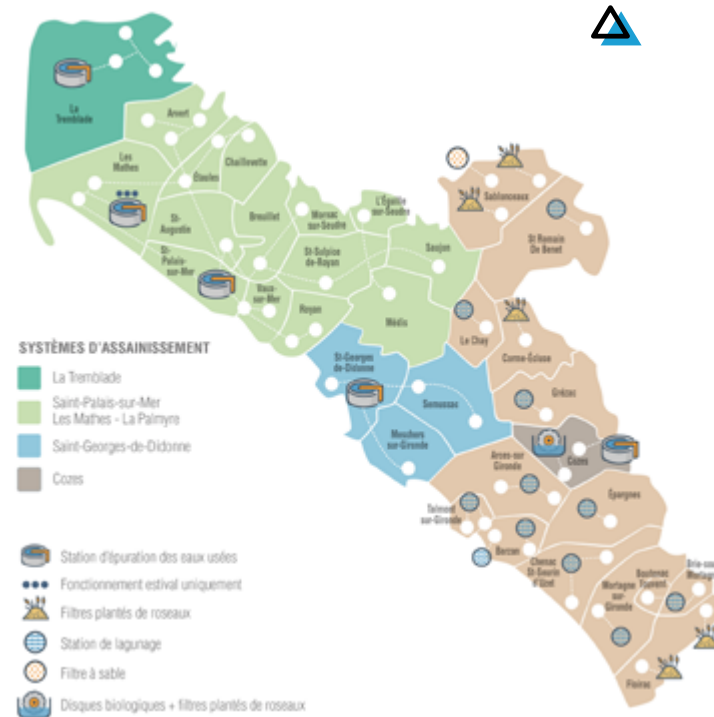 La
Tremblade
Arvert
Les
Mathes
Étaules
Chaillevette
St-
Augustin
Breuillet
Mornac
sur-Seudre
L'Éguille
sur-Seudre
Sablonceaux
St Romain
De Benet
St-
Palais-
sur-Mer
St-Sulpice
de-Royan
Saujon
Vaux-
sur-Mer
Royan
Médis
Le Chay
Corme-Écluse
SYSTÈMES D'ASSAINISSEMENT
La Tremblade
Saint-Palais-sur-Mer
Les Mathes - La Palmyre
Saint-Georges-de-Didonne
Cozes
St-Georges
de-Didonne
Semussac
Grézac
Meschers
sur-Gironde
Arces-sur
Gironde
Cozes
Épargnes
Talmont
sur-Gironde
Barzan
Chenac
St-Seurin
d'Uzet
Mortagne
sur-
Gironde
Boutenac
Touvent
Brie-sou
Mortagn
Floirac
Station d'épuration des eaux usées
Fonctionnement estival uniquement
Filtres plantés de roseaux
Station de lagunage
Filtre à sable
Disques biologiques + filtres plantés de roseaux